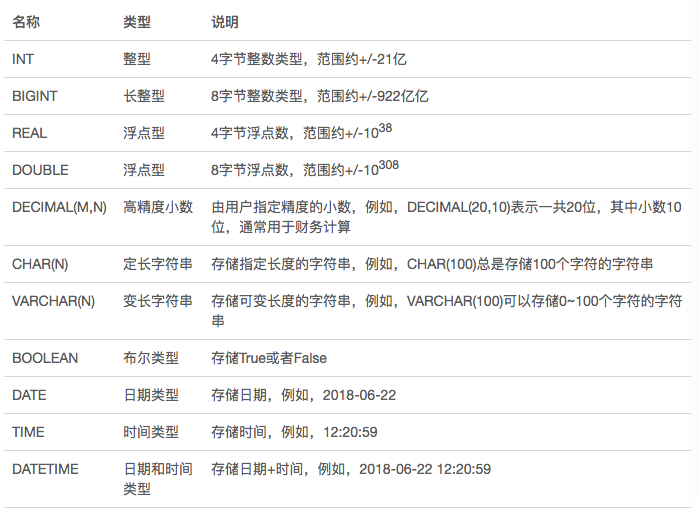 名称 类型 说明
INT 整型 4字节整数类型，范围约+/-21亿
BIGINT 长整型 8字节整数类型，范围约+/-922亿亿
REAL 浮点型 4字节浮点数，范围约+/-10³⁸
DOUBLE 浮点型 8字节浮点数，范围约+/-10³⁰⁸
DECIMAL(M,N) 高精度小数 由用户指定精度的小数，例如，DECIMAL(20,10)表示一共20位，其中小数10
位，通常用于财务计算
CHAR(N) 定长字符串 存储指定长度的字符串，例如，CHAR(100)总是存储100个字符的字符串
VARCHAR(N) 变长字符串 存储可变长度的字符串，例如，VARCHAR(100)可以存储0~100个字符的字符
串
BOOLEAN 布尔类型 存储True或者False
DATE 日期类型 存储日期，例如，2018-06-22
TIME 时间类型 存储时间，例如，12:20:59
DATETIME 日期和时间 存储日期+时间，例如，2018-06-22 12:20:59
类型